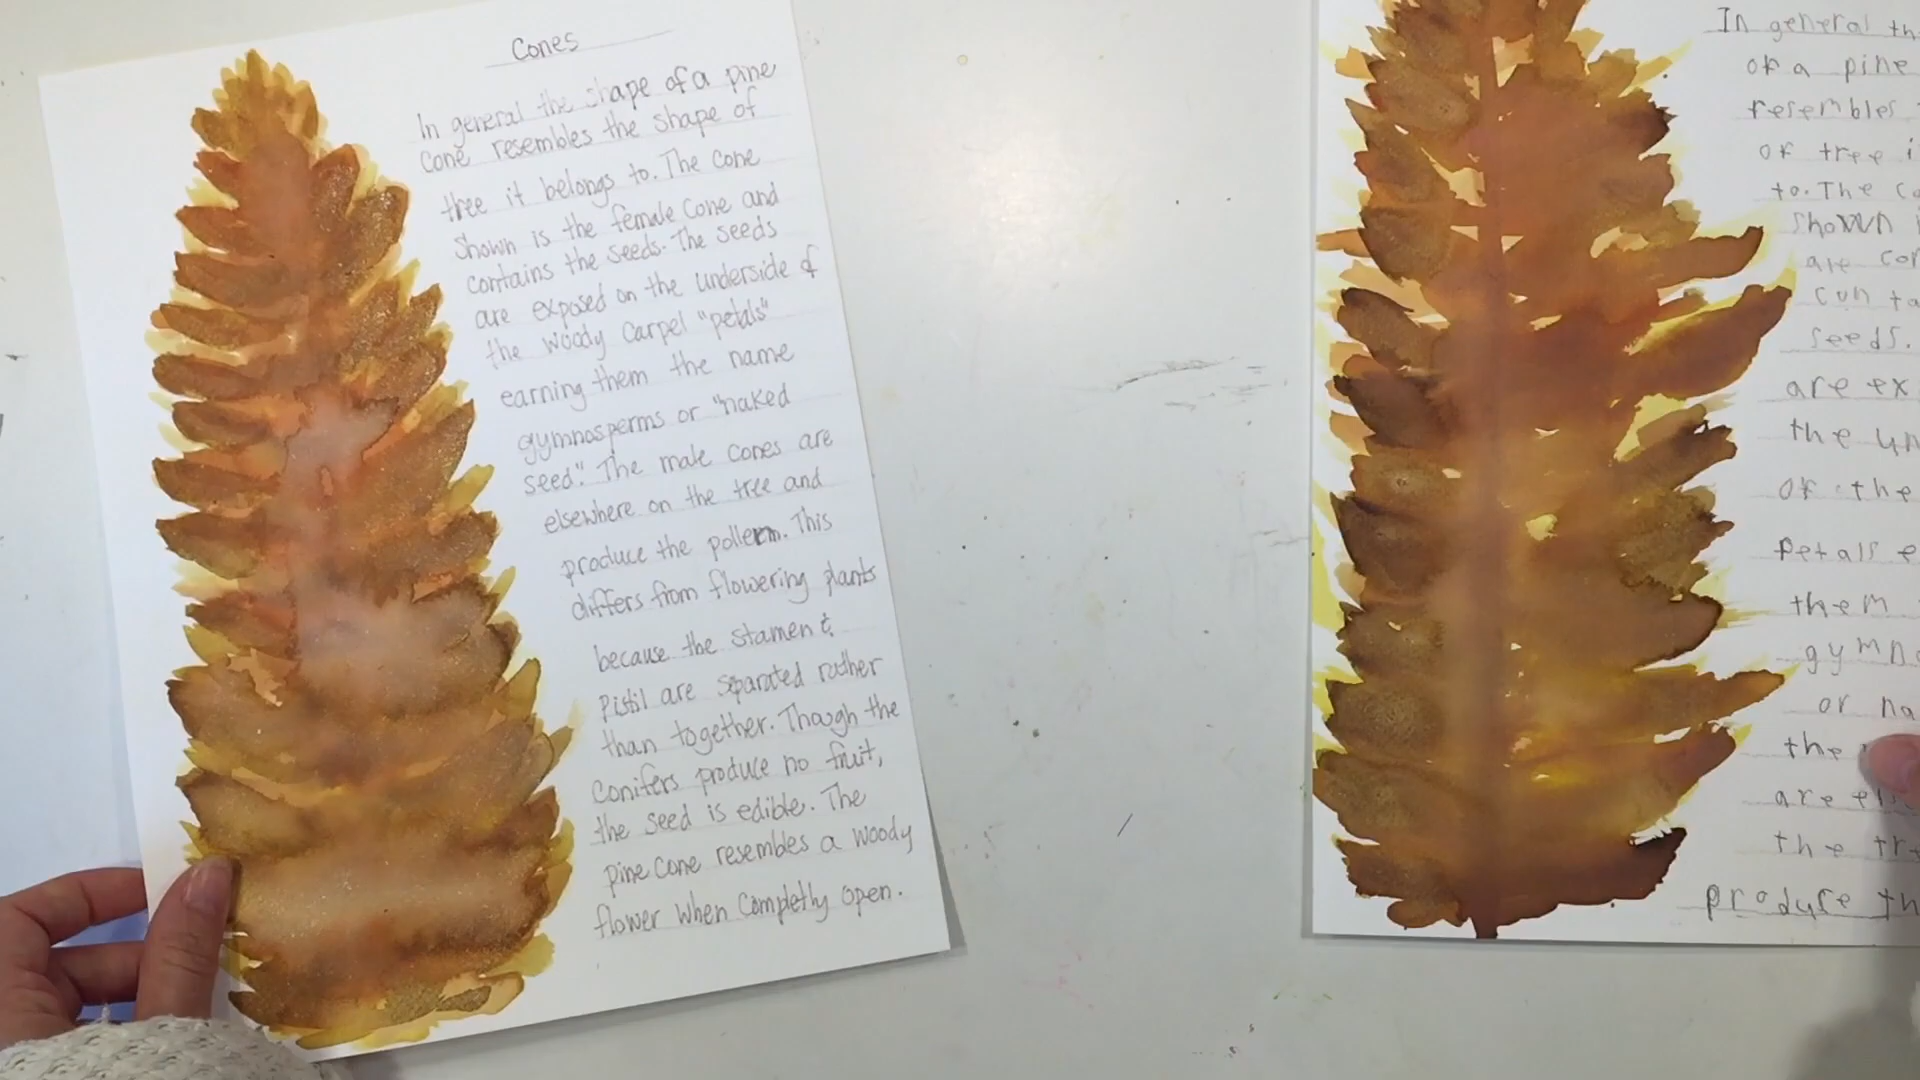 Cones
In general the shape of a pine
cone resembles the shape of
tree it belongs to. The cone
shown is the female cone and
contains the seeds. The seeds
are exposed on the underside of
the woody carpel "petals"
earning them the name
gymnosperms or "naked
seed". The male cones are
elsewhere on the tree and
produce the pollen. This
differs from flowering plants
because the stamen &
pistil are separated rather
than together. Though the
conifers produce no fruit,
the seed is edible. The
pine cone resembles a woody
flower when completly open.
In general th
of a pine
resembles
of tree i
to. The c
shown
are con
con ta
seeds.
are ex
the un
of the
Petals e
them
gymno
or na
the
are els
the tre
produce th